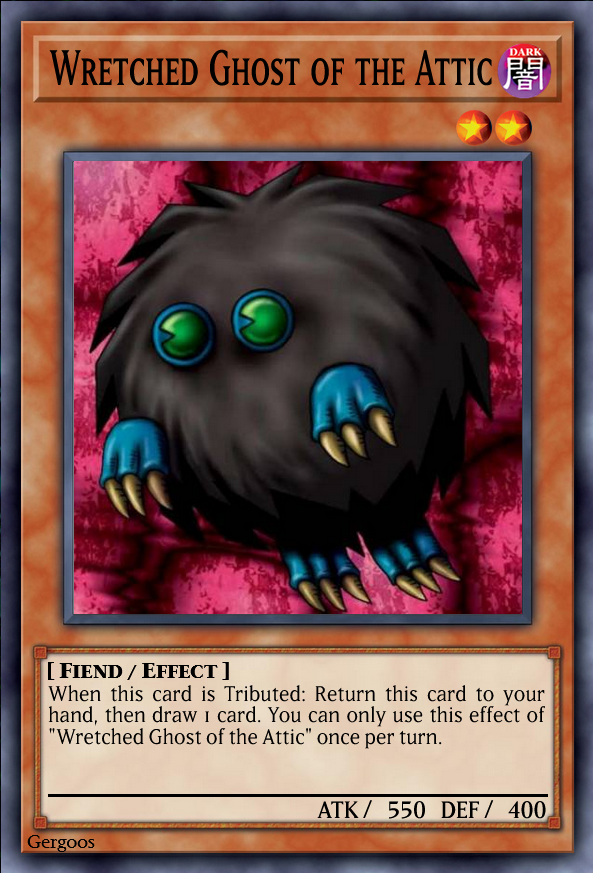 Wretched Ghost of the Attic
DARK
闇
[ Fiend / Effect ]
When this card is Tributed: Return this card to your
hand, then draw 1 card. You can only use this effect of
"Wretched Ghost of the Attic" once per turn.
ATK / 550 DEF / 400
Gergoos